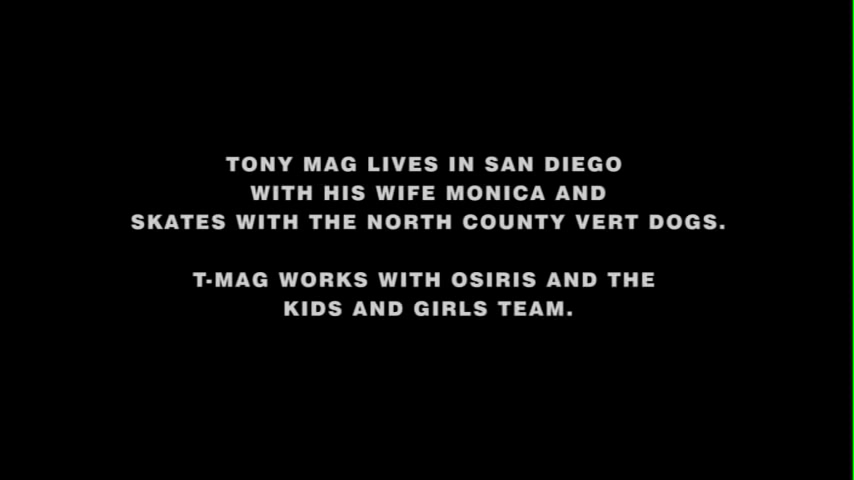 TONY MAG LIVES IN SAN DIEGO
WITH HIS WIFE MONICA AND
SKATES WITH THE NORTH COUNTY VERT DOGS.
T-MAG WORKS WITH OSIRIS AND THE
KIDS AND GIRLS TEAM.